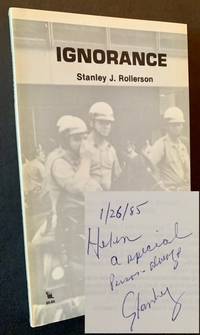 IGNORANCE
Stanley J. Rollerson
1/26/85
Helen
a special
Person - always
Stanley